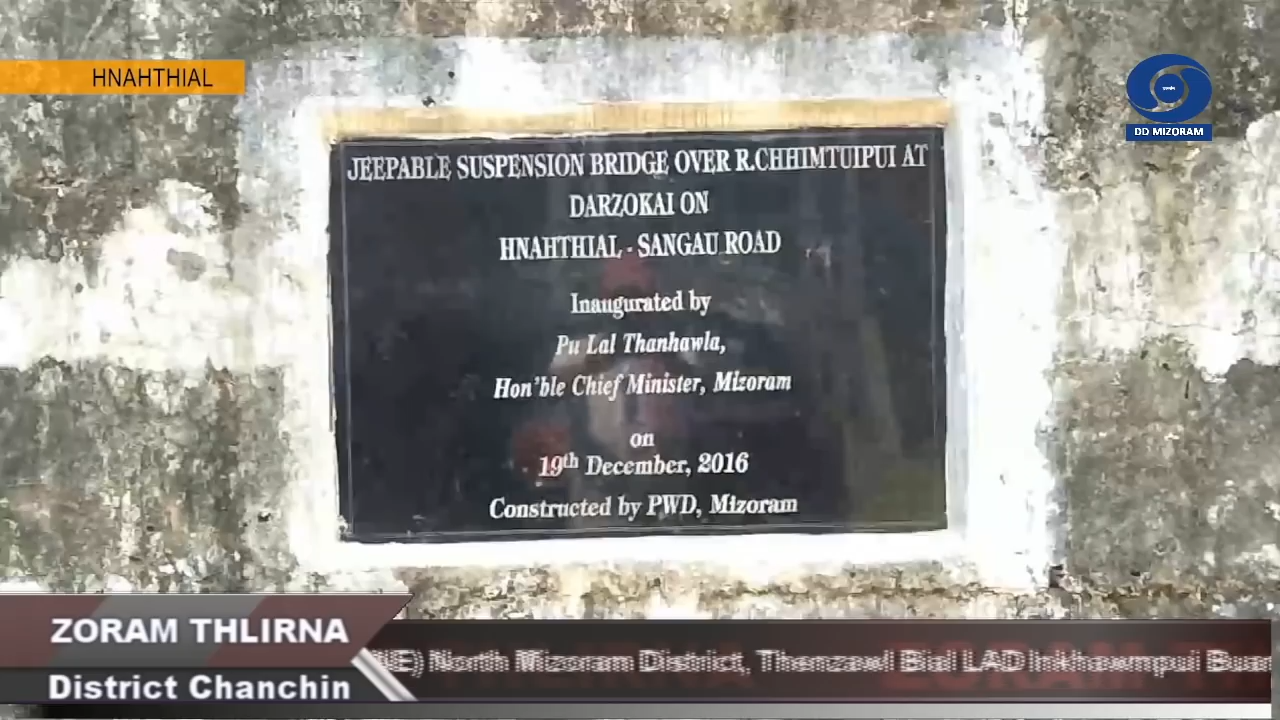 HNAHTHIAL
DD MIZORAM
JEEPABLE SUSPENSION BRIDGE OVER R.CHHIMTUIPUI AT
DARZOKAI ON
HNAHTHIAL - SANGAU ROAD
Inaugurated by
Pu Lal Thanhawla,
Hon'ble Chief Minister, Mizoram
on
19th December, 2016
Constructed by PWD, Mizoram
ZORAM THLIRNA
District Chanchin
NE) North Mizoram District, Thenzawl Bial LAD inkhawmpui